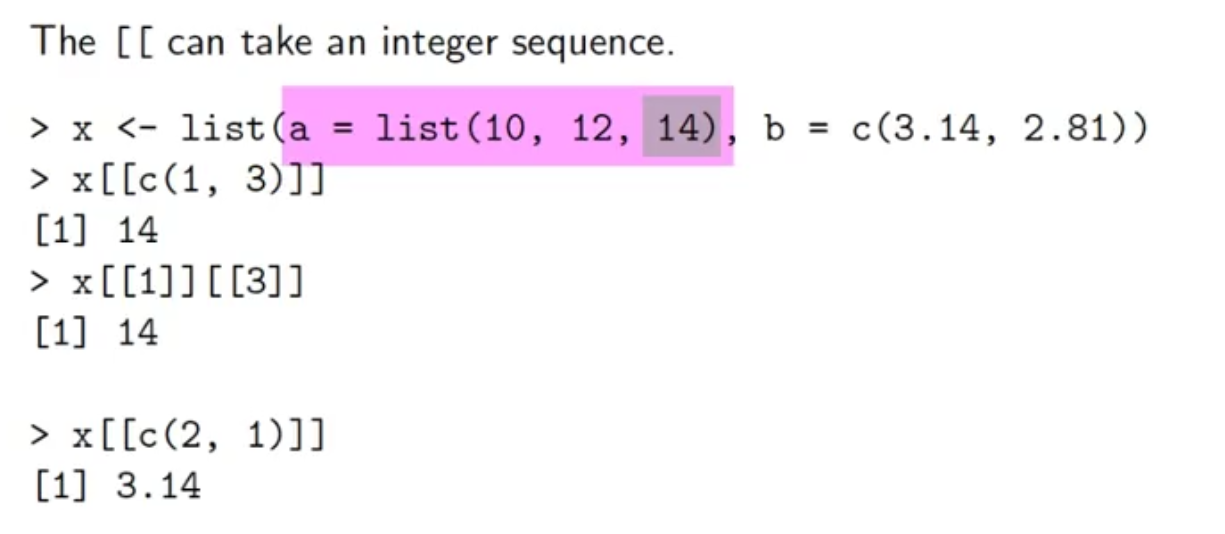 The [[ can take an integer sequence.
> x <- list(a = list(10, 12, 14), b = c(3.14, 2.81))
> x[[c(1, 3)]]
[1] 14
> x[[1]][[3]]
[1] 14
> x[[c(2, 1)]]
[1] 3.14